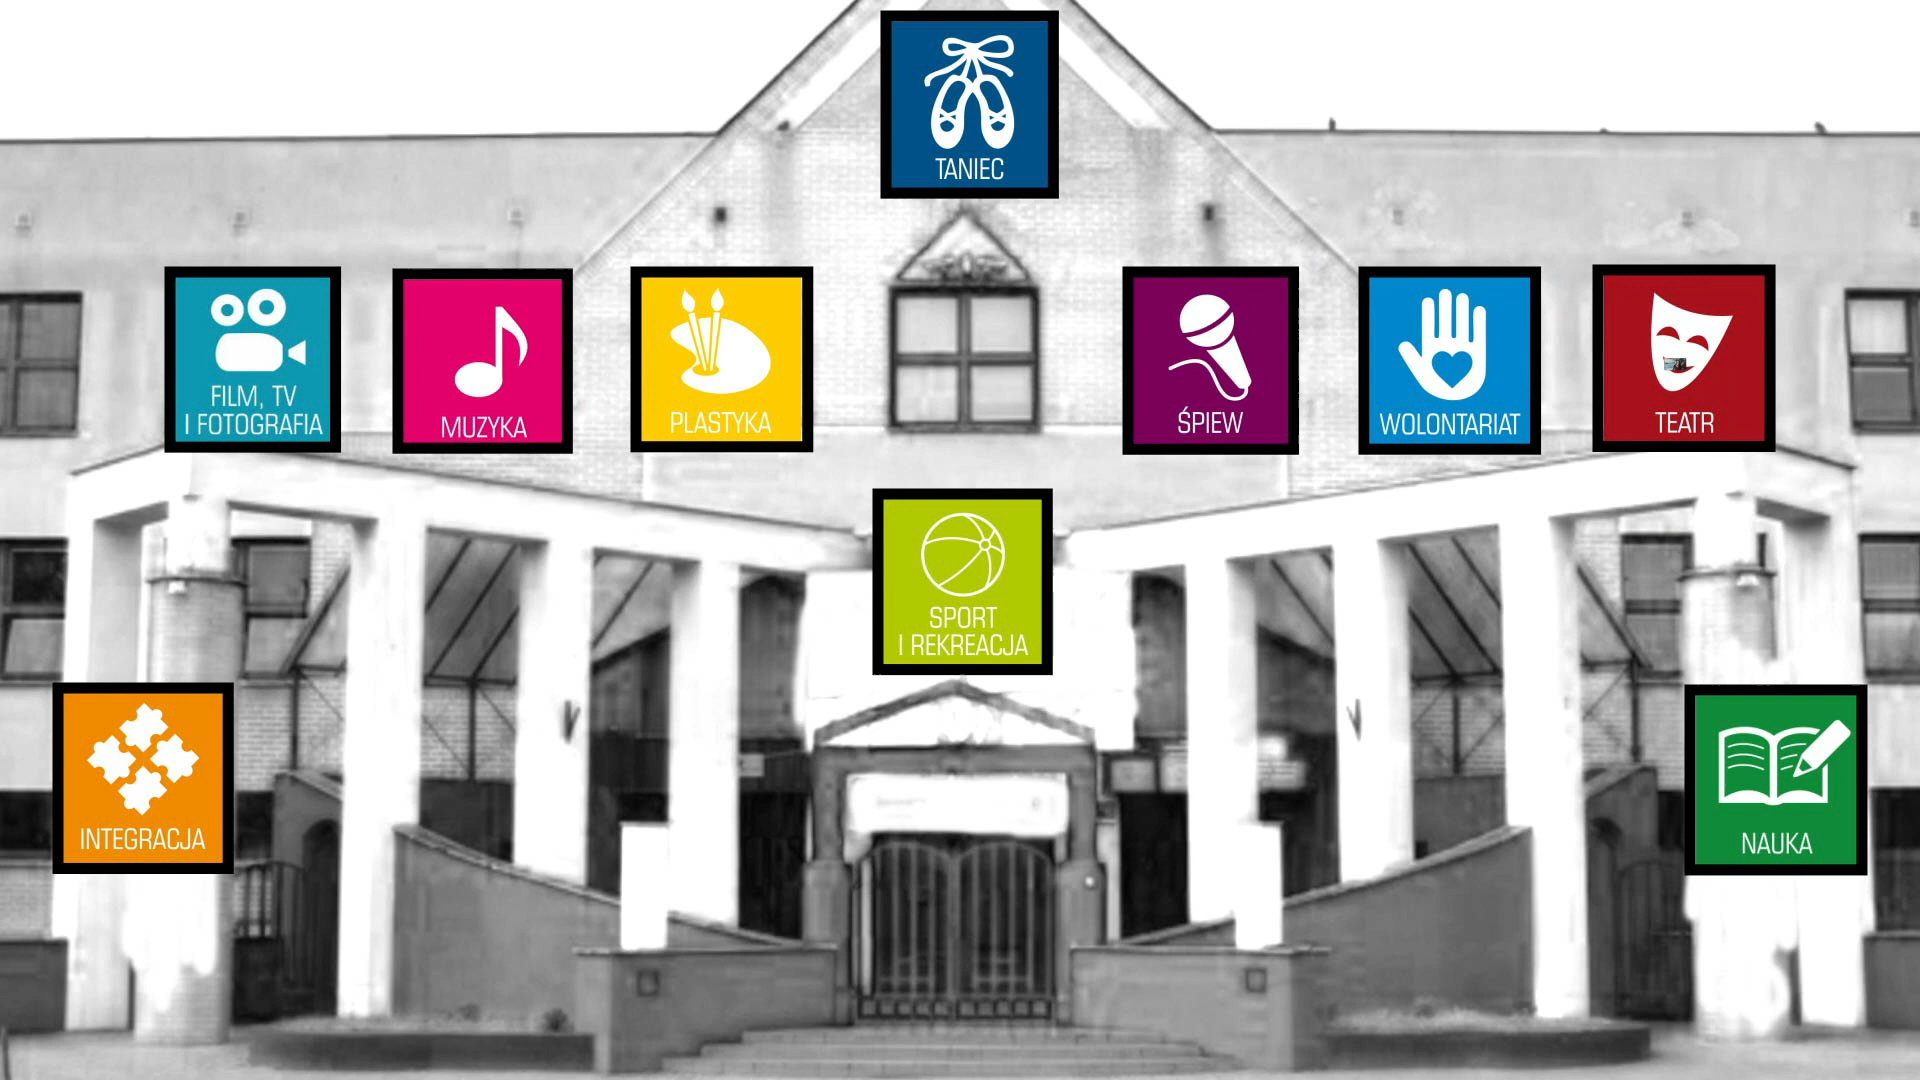 TANIEC
FILM, TV
I FOTOGRAFIA
MUZYKA
PLASTYKA
ŚPIEW
WOLONTARIAT
TEATR
SPORT
I REKREACJA
INTEGRACJA
NAUKA